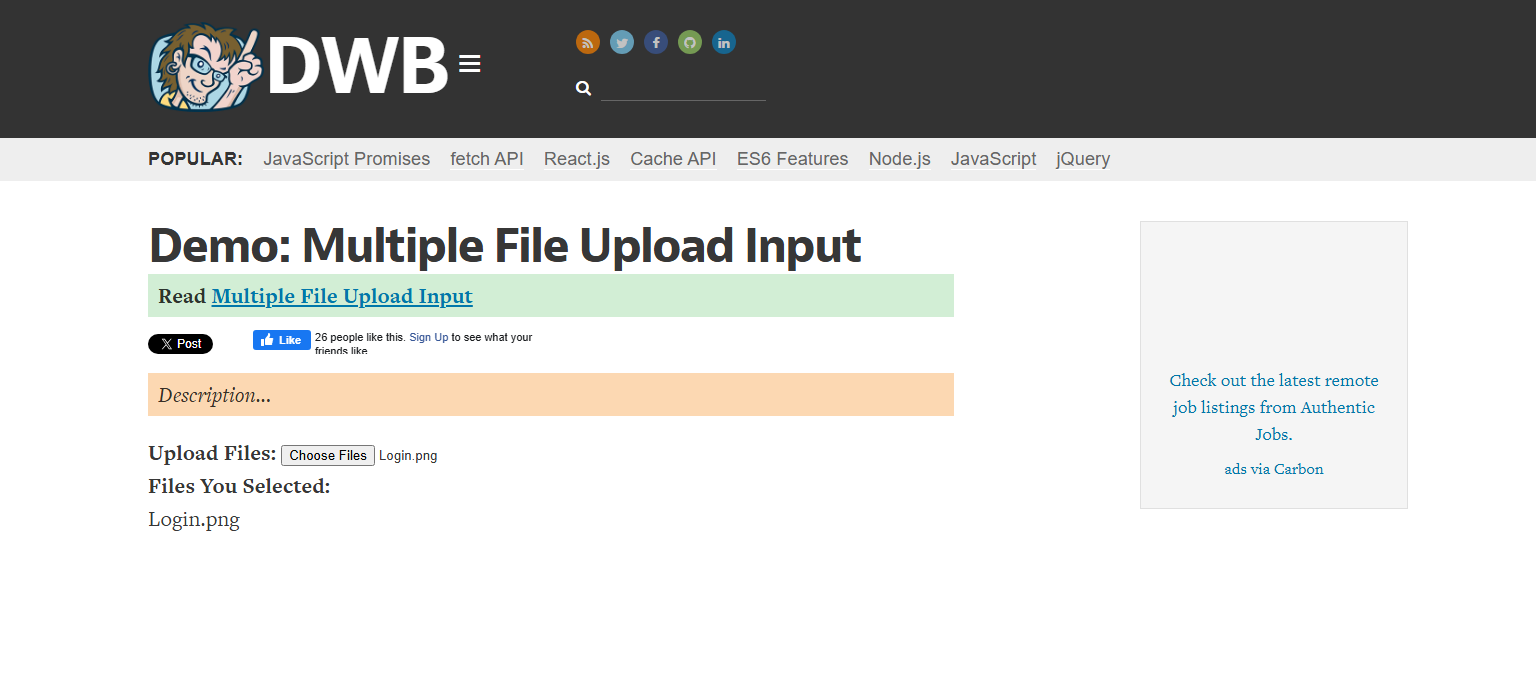 DWB
POPULAR: JavaScript Promises fetch API React.js Cache API ES6 Features Node.js JavaScript jQuery
Demo: Multiple File Upload Input
Read Multiple File Upload Input
Post
Like 26 people like this. Sign Up to see what your
friends like.
Description...
Upload Files: Choose Files Login.png
Files You Selected:
Login.png
Check out the latest remote
job listings from Authentic
Jobs.
ads via Carbon